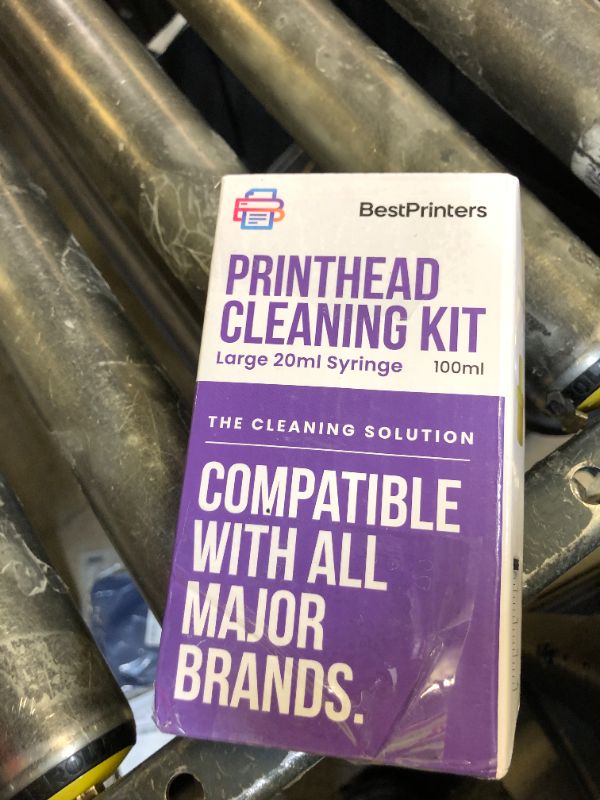 BestPrinters
PRINTHEAD
CLEANING KIT
Large 20ml Syringe 100ml
THE CLEANING SOLUTION
COMPATIBLE
WITH ALL
MAJOR
BRANDS.